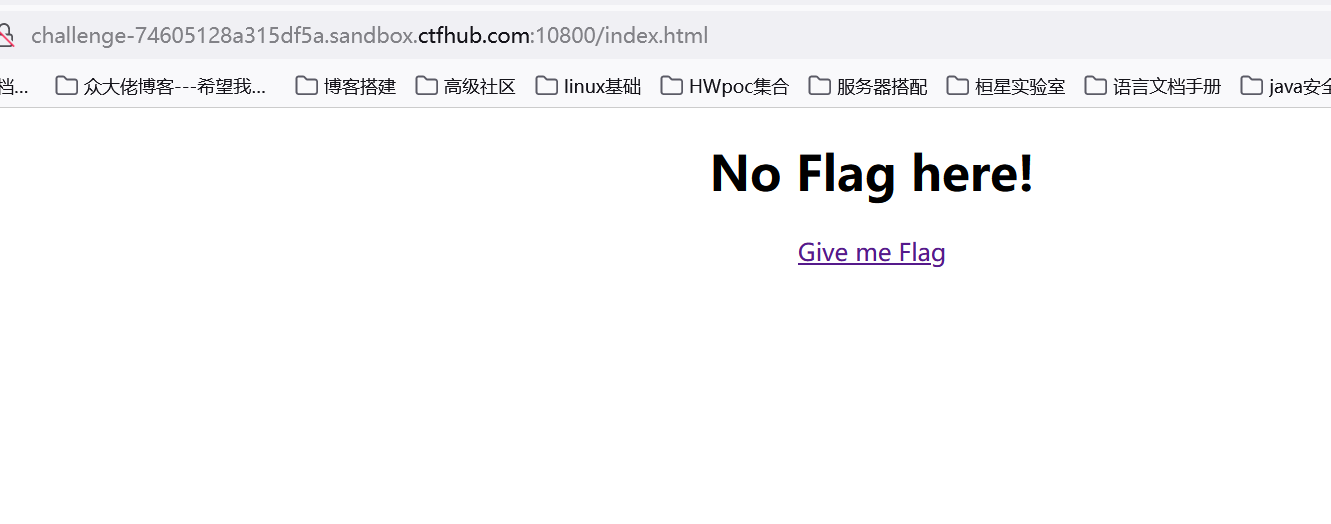 challenge-74605128a315df5a.sandbox.ctfhub.com:10800/index.html
档... 众大佬博客---希望我... 博客搭建 高级社区 linux基础 HWpoc集合 服务器搭配 桓星实验室 语言文档手册 java安全
No Flag here!
Give me Flag